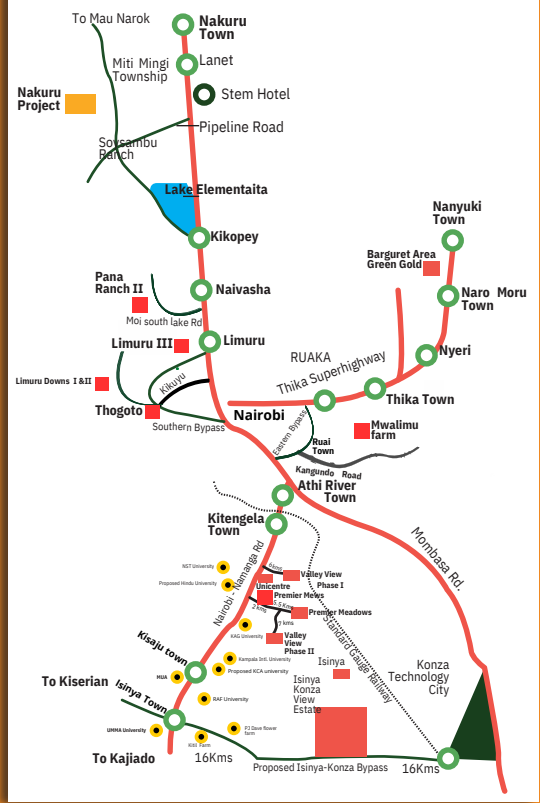 To Mau Narok
Nakuru
Town
Miti Mingi
Township
Lanet
Nakuru
Project
Stem Hotel
Pipeline Road
Soysambu
Ranch
Lake Elementaita
Nanyuki
Town
Kikopey
Barguret Area
Green Gold
Pana
Ranch II
Naivasha
Naro Moru
Town
Moi south lake Rd
Limuru III
Limuru
Nyeri
RUAKA
Thika Superhighway
Limuru Downs I &II
Kikuyu
Thika Town
Thogoto
Nairobi
Southern Bypass
Eastern Bypass
Mwalimu
farm
Ruai
Town
Kangundo Road
Athi River
Town
Kitengela
Town
Mombasa Rd.
Nairobi - Namanga Rd
NST University
6kms
Valley View
Phase I
Proposed Hindu University
Unicentre
Premier Mews
2 kms
5.5Kms
Premier Meadows
7 kms
KAG University
Valley
View
Phase II
Standard Gauge Railway
Kisaju town
Kampala Intl. University
Isinya
Konza
Technology
City
Proposed KCA university
MUA
To Kiserian
Isinya Town
Isinya
Konza
View
Estate
RAF University
UMMA University
PJ Dave flower
farm
Kitil Farm
To Kajiado
16Kms
Proposed Isinya-Konza Bypass
16Kms